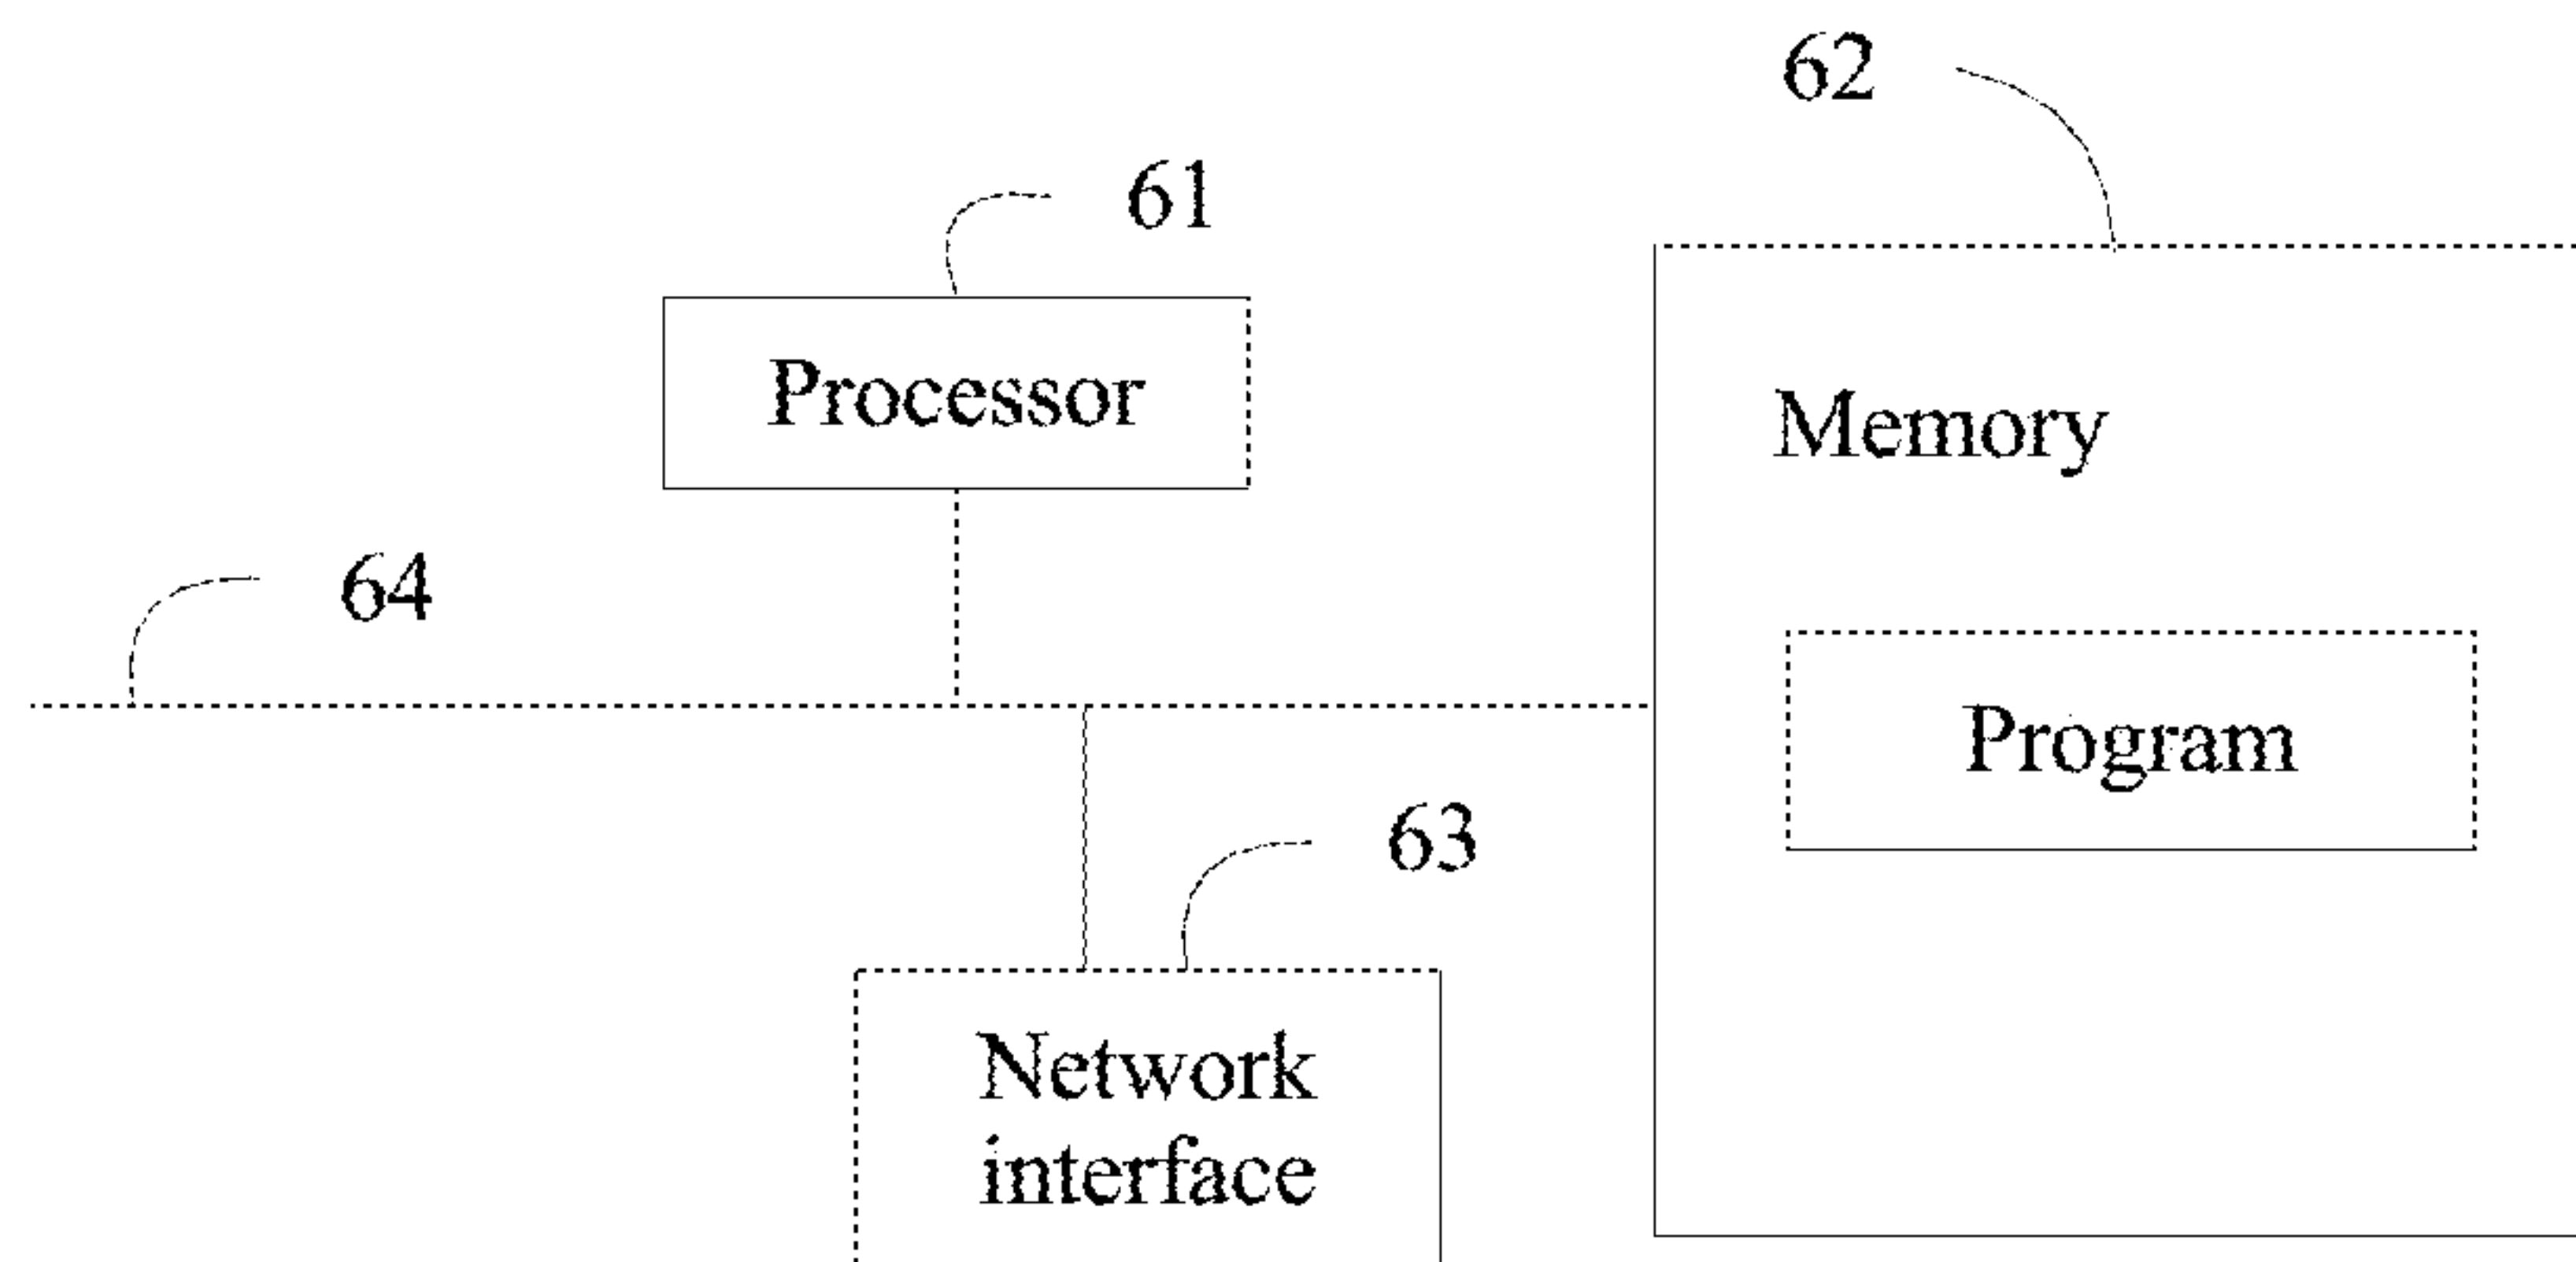 62
61
Processor
Memory
64
Program
63
Network
interface